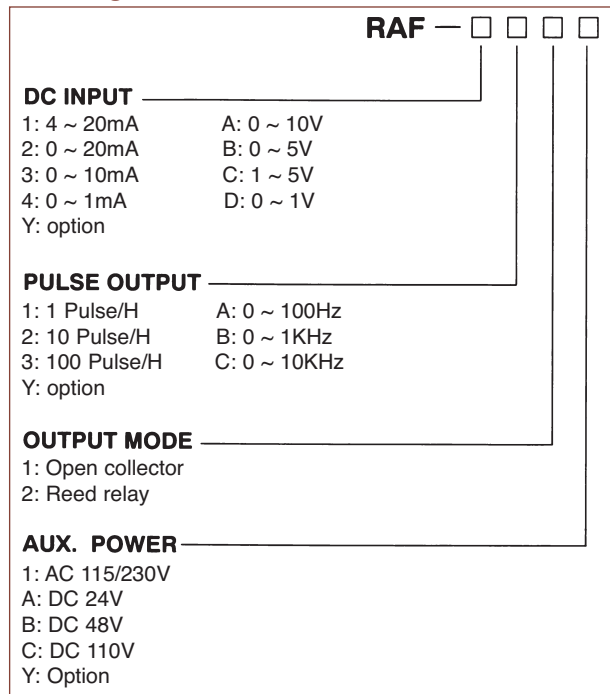 RAF — □ □ □ □
DC INPUT
1: 4 ~ 20mA A: 0 ~ 10V
2: 0 ~ 20mA B: 0 ~ 5V
3: 0 ~ 10mA C: 1 ~ 5V
4: 0 ~ 1mA D: 0 ~ 1V
Y: option
PULSE OUTPUT
1: 1 Pulse/H A: 0 ~ 100Hz
2: 10 Pulse/H B: 0 ~ 1KHz
3: 100 Pulse/H C: 0 ~ 10KHz
Y: option
OUTPUT MODE
1: Open collector
2: Reed relay
AUX. POWER
1: AC 115/230V
A: DC 24V
B: DC 48V
C: DC 110V
Y: Option